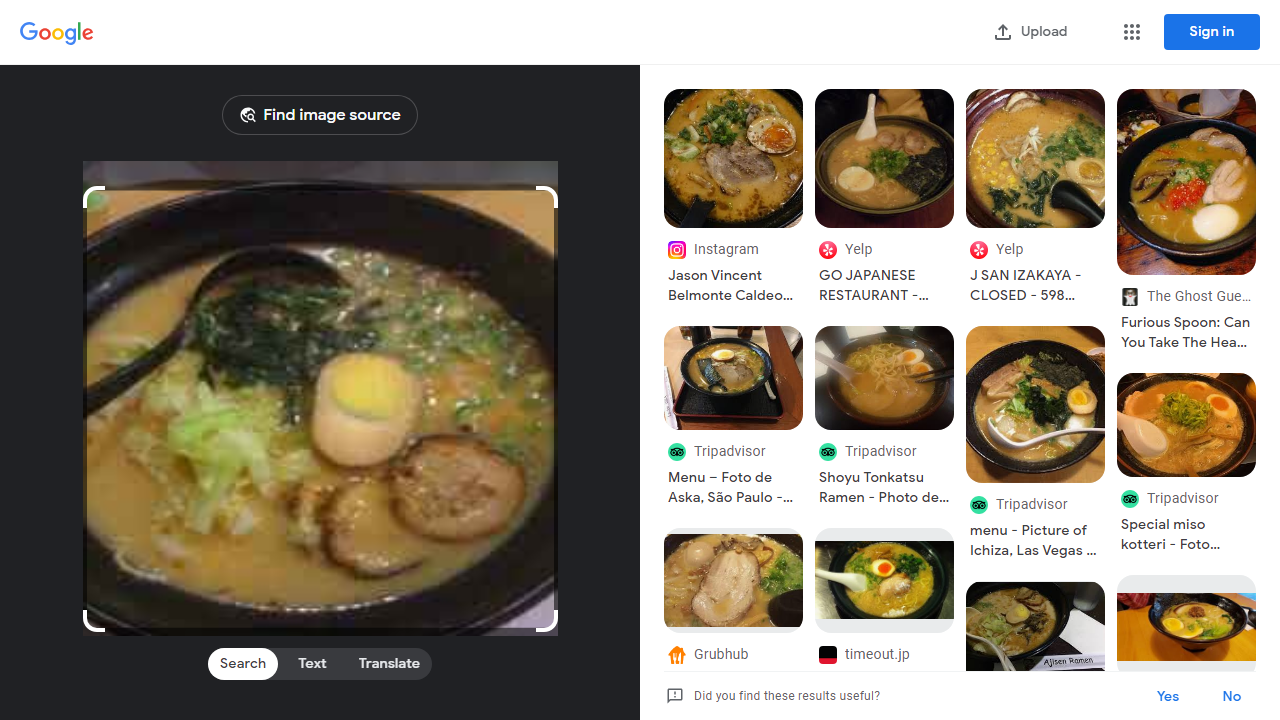 Google
Upload
Sign in
Find image source
Search
Text
Translate
Instagram
Jason Vincent
Belmonte Caldeo...
Yelp
GO JAPANESE
RESTAURANT -...
Yelp
J SAN IZAKAYA -
CLOSED - 598...
The Ghost Gue...
Furious Spoon: Can
You Take The Hea...
Tripadvisor
Menu – Foto de
Aska, São Paulo -...
Tripadvisor
Shoyu Tonkatsu
Ramen - Photo de...
Tripadvisor
menu - Picture of
Ichiza, Las Vegas ...
Tripadvisor
Special miso
kotteri - Foto...
Grubhub
timeout.jp
Ajisen Ramen
Did you find these results useful?
Yes
No